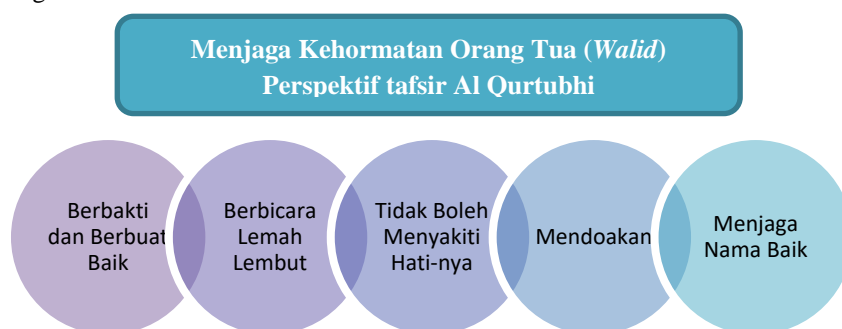 Menjaga Kehormatan Orang Tua (Walid)
Perspektif tafsir Al Qurtubhi
Berbakti
dan Berbuat
Baik
Berbicara
Lemah
Lembut
Tidak Boleh
Menyakiti
Hati-nya
Mendoakan
Menjaga
Nama Baik